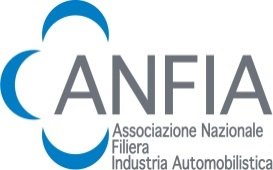 ANFIA
Associazione Nazionale
Filiera
Industria Automobilistica